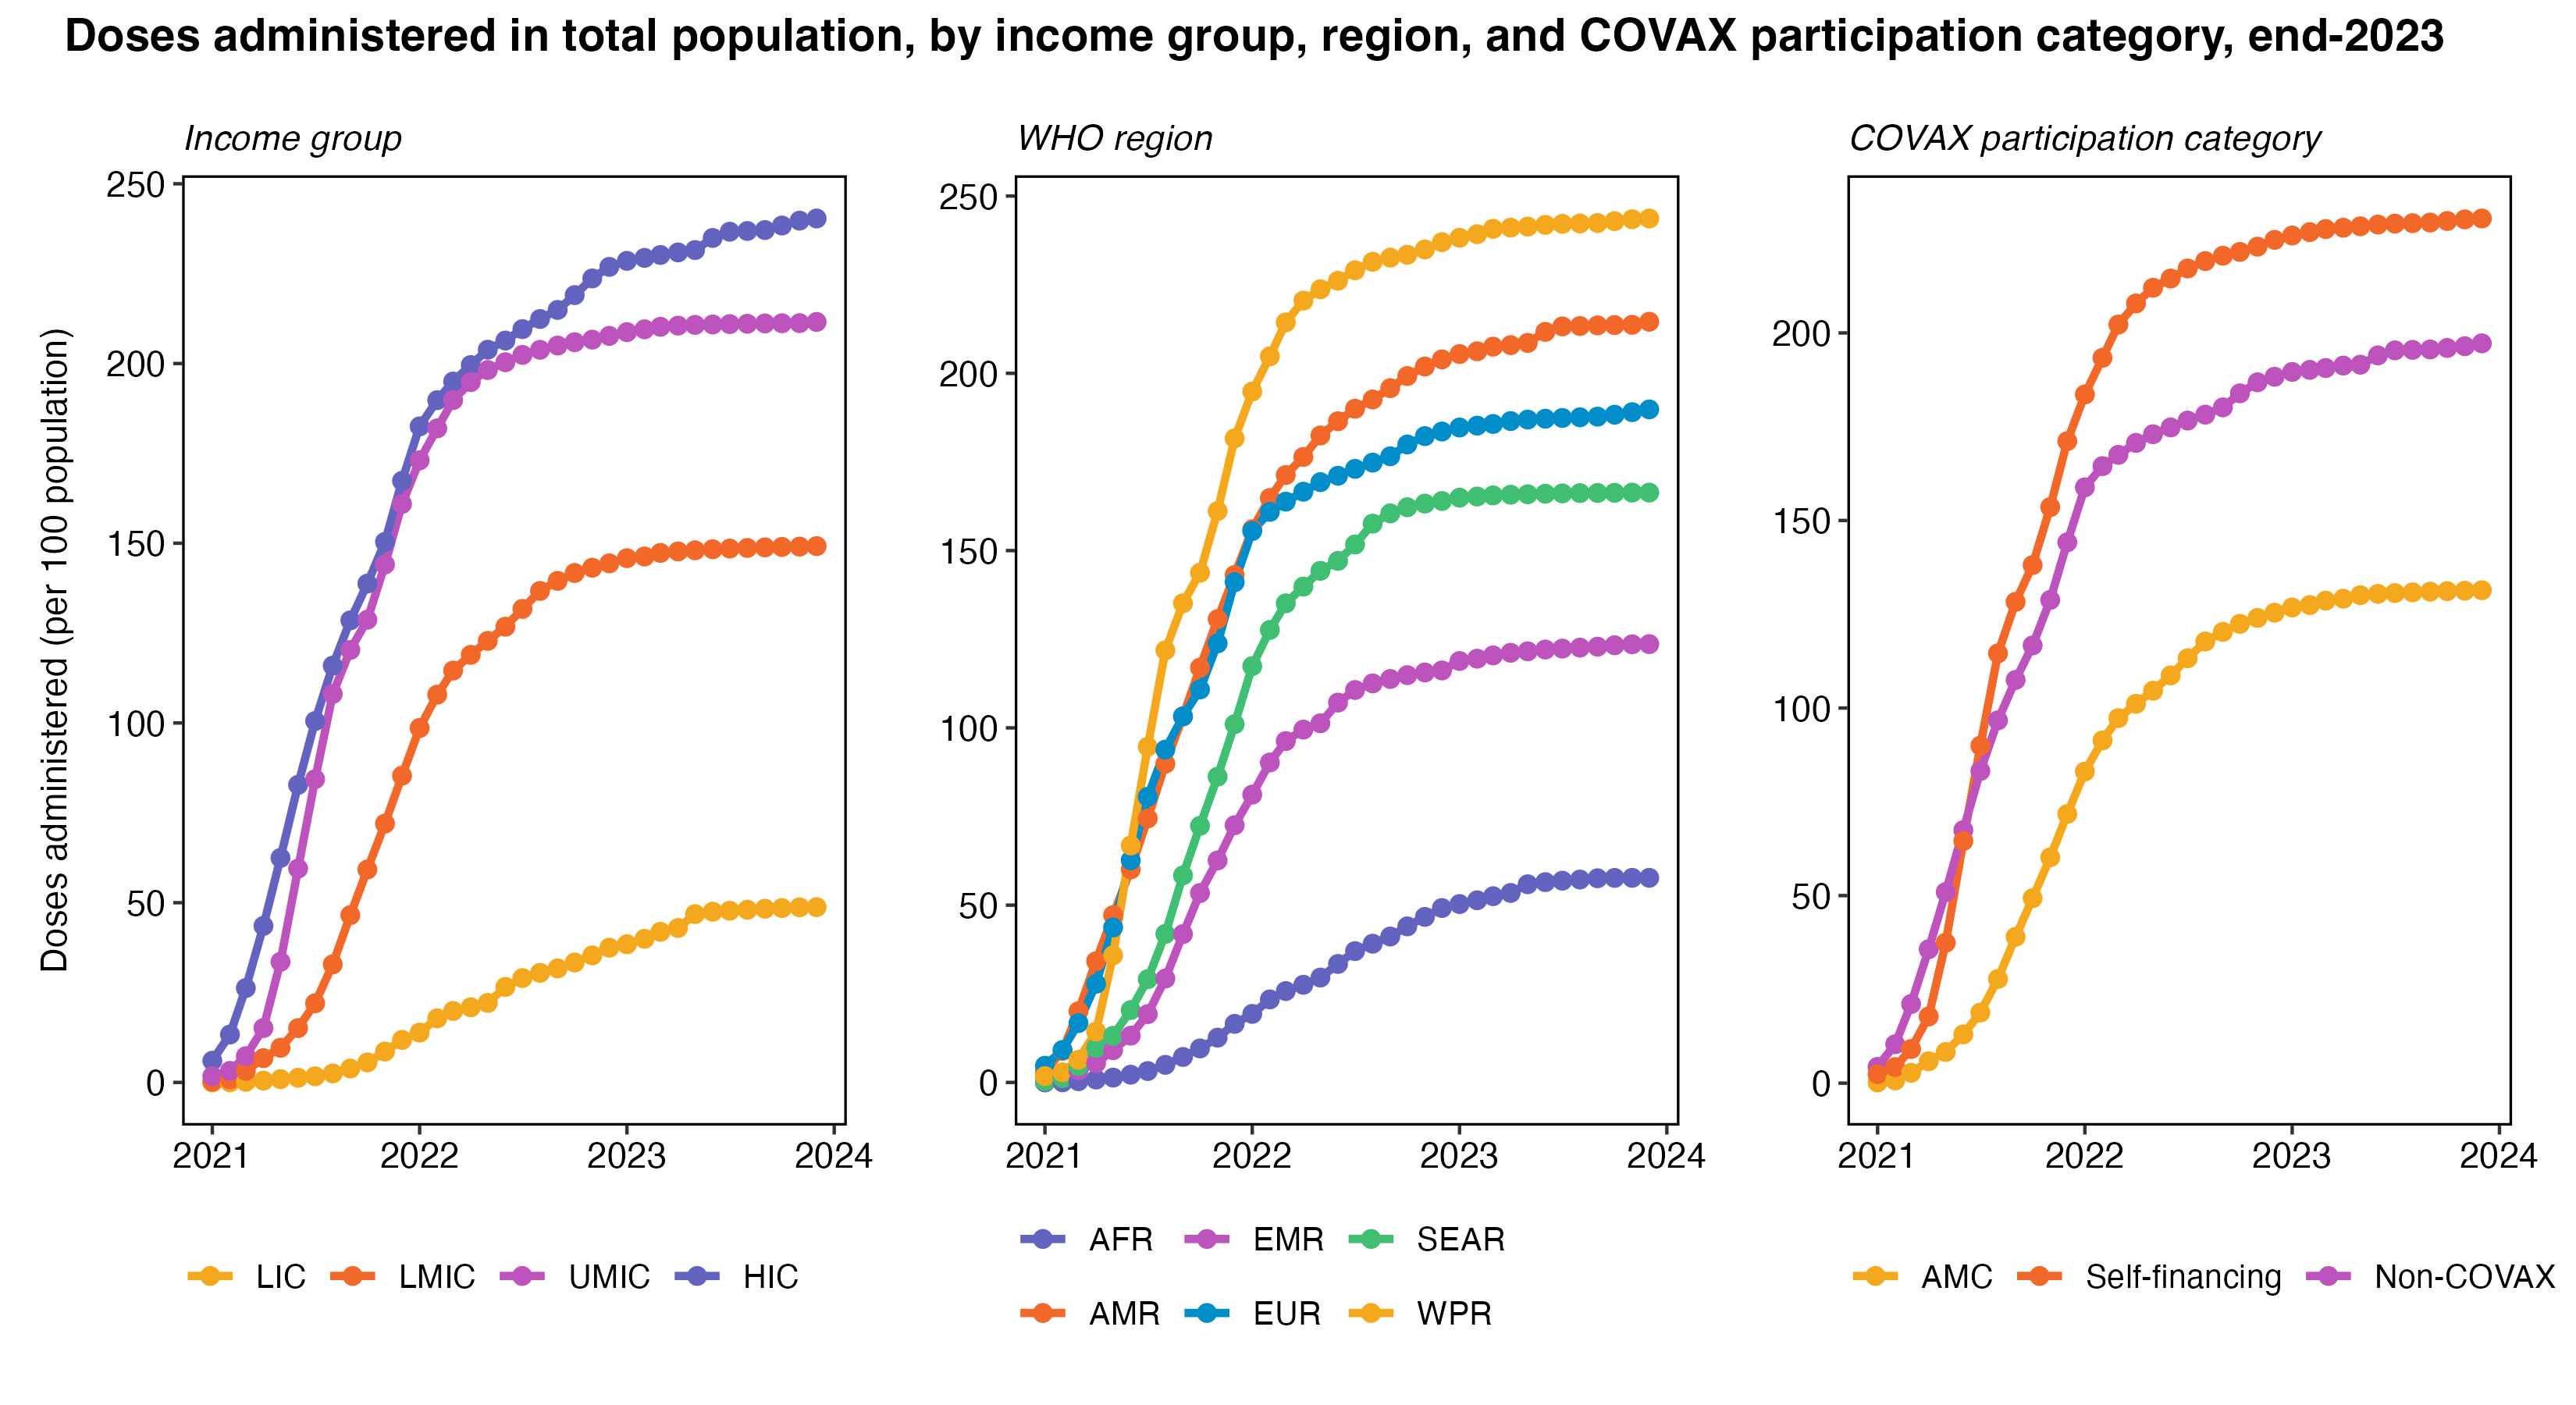 Doses administered in total population, by income group, region, and COVAX participation category, end-2023
Income group
WHO region
COVAX participation category
Doses administered (per 100 population)
250
200
150
100
50
0
2021 2022 2023 2024
250
200
150
100
50
0
2021 2022 2023 2024
200
150
100
50
0
2021 2022 2023 2024
LIC LMIC UMIC HIC
AFR EMR SEAR
AMR EUR WPR
AMC Self-financing Non-COVAX